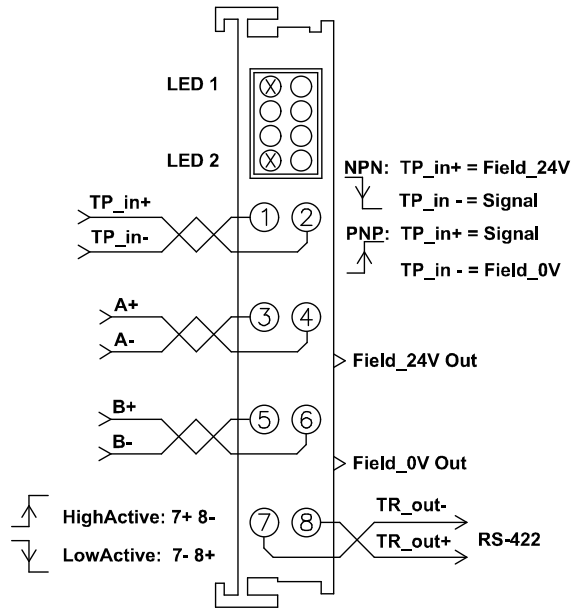 LED 1
LED 2
NPN: TP_in+ = Field_24V
TP_in - = Signal
PNP: TP_in+ = Signal
TP_in - = Field_0V
TP_in+
TP_in-
1 2
A+
A-
3 4
Field_24V Out
B+
B-
5 6
Field_0V Out
HighActive: 7+ 8-
LowActive: 7- 8+
7 8
TR_out-
TR_out+
RS-422